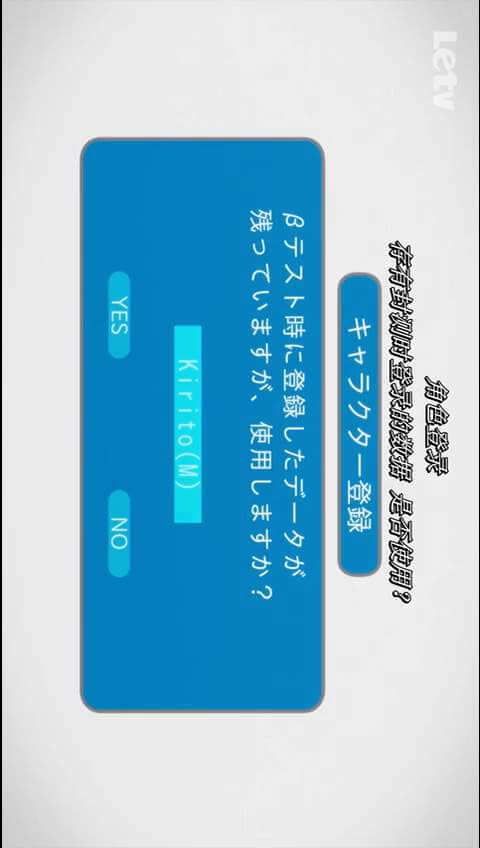 Letv
角色登录
存有封测时登录的数据 是否使用？
キャラクター登録
βテスト時に登録したデータが
残っていますが、使用しますか？
Kirito(M)
YES
NO